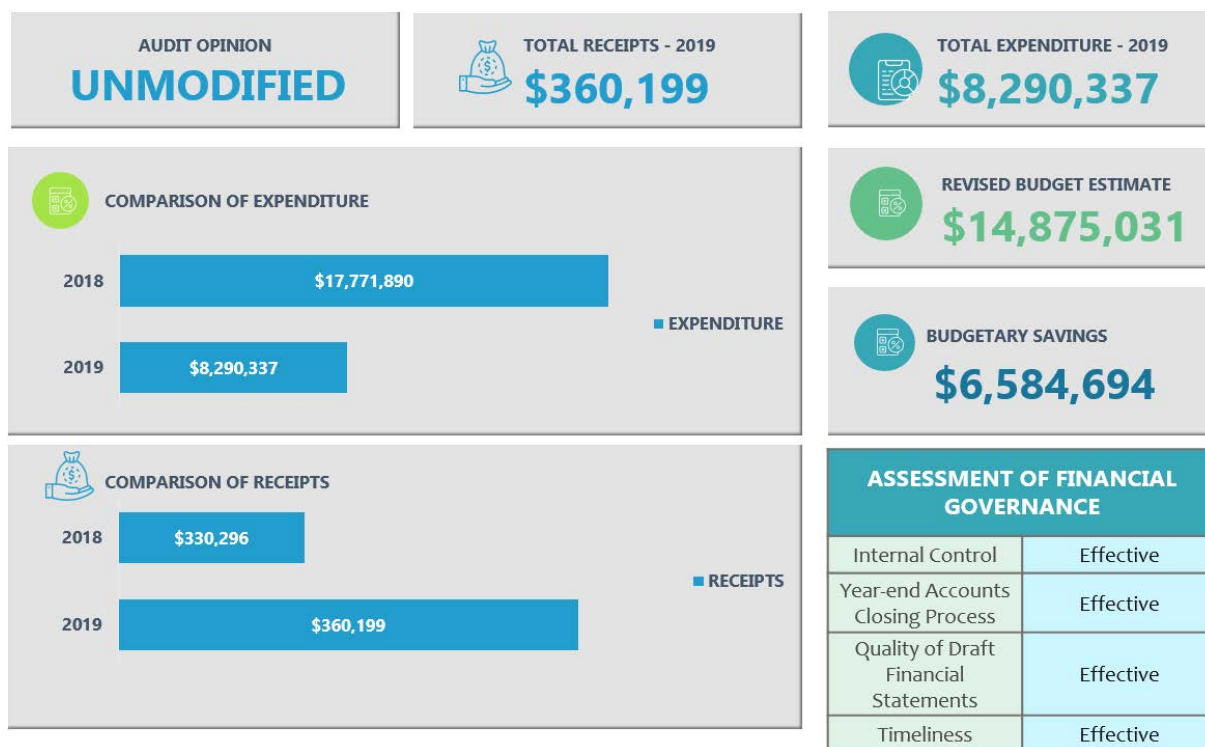 AUDIT OPINION
UNMODIFIED
TOTAL RECEIPTS - 2019
$360,199
TOTAL EXPENDITURE - 2019
$8,290,337
COMPARISON OF EXPENDITURE
2018
$17,771,890
2019
$8,290,337
EXPENDITURE
REVISED BUDGET ESTIMATE
$14,875,031
BUDGETARY SAVINGS
$6,584,694
COMPARISON OF RECEIPTS
2018
$330,296
2019
$360,199
RECEIPTS
ASSESSMENT OF FINANCIAL
GOVERNANCE
Internal Control Effective
Year-end Accounts
Closing Process Effective
Quality of Draft
Financial
Statements Effective
Timeliness Effective